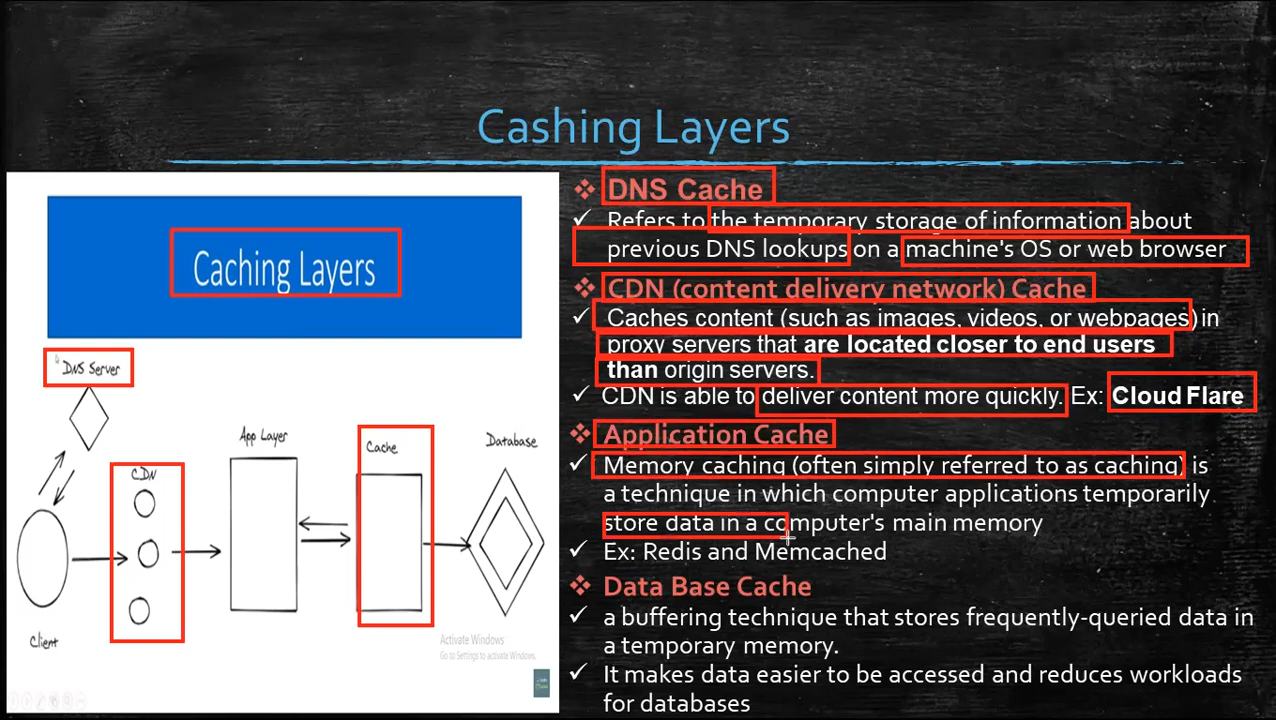 Cashing Layers
Caching Layers
DNS Server
CDN
App Layer
Cache
Database
Client
Activate Windows
Go to Settings to activate Windows.
❖ DNS Cache
✓ Refers to the temporary storage of information about
previous DNS lookups on a machine's OS or web browser
❖ CDN (content delivery network) Cache
✓ Caches content (such as images, videos, or webpages) in
proxy servers that are located closer to end users
than origin servers.
✓ CDN is able to deliver content more quickly. Ex: Cloud Flare
❖ Application Cache
✓ Memory caching (often simply referred to as caching) is
a technique in which computer applications temporarily
store data in a computer's main memory
✓ Ex: Redis and Memcached
❖ Data Base Cache
✓ a buffering technique that stores frequently-queried data in
a temporary memory.
✓ It makes data easier to be accessed and reduces workloads
for databases